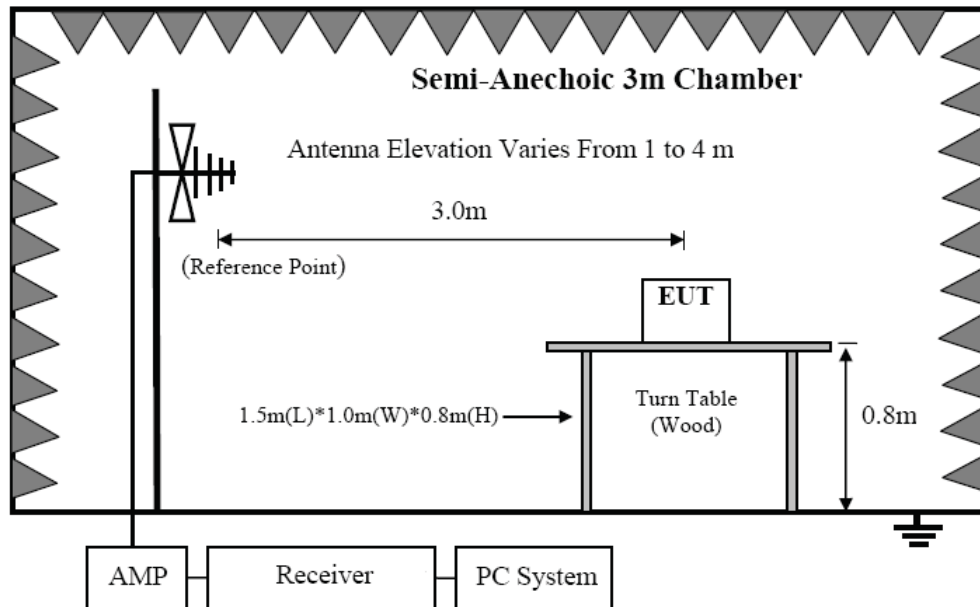 Semi-Anechoic 3m Chamber
Antenna Elevation Varies From 1 to 4 m
3.0m
(Reference Point)
EUT
1.5m(L)*1.0m(W)*0.8m(H)
Turn Table
(Wood)
0.8m
AMP
Receiver
PC System